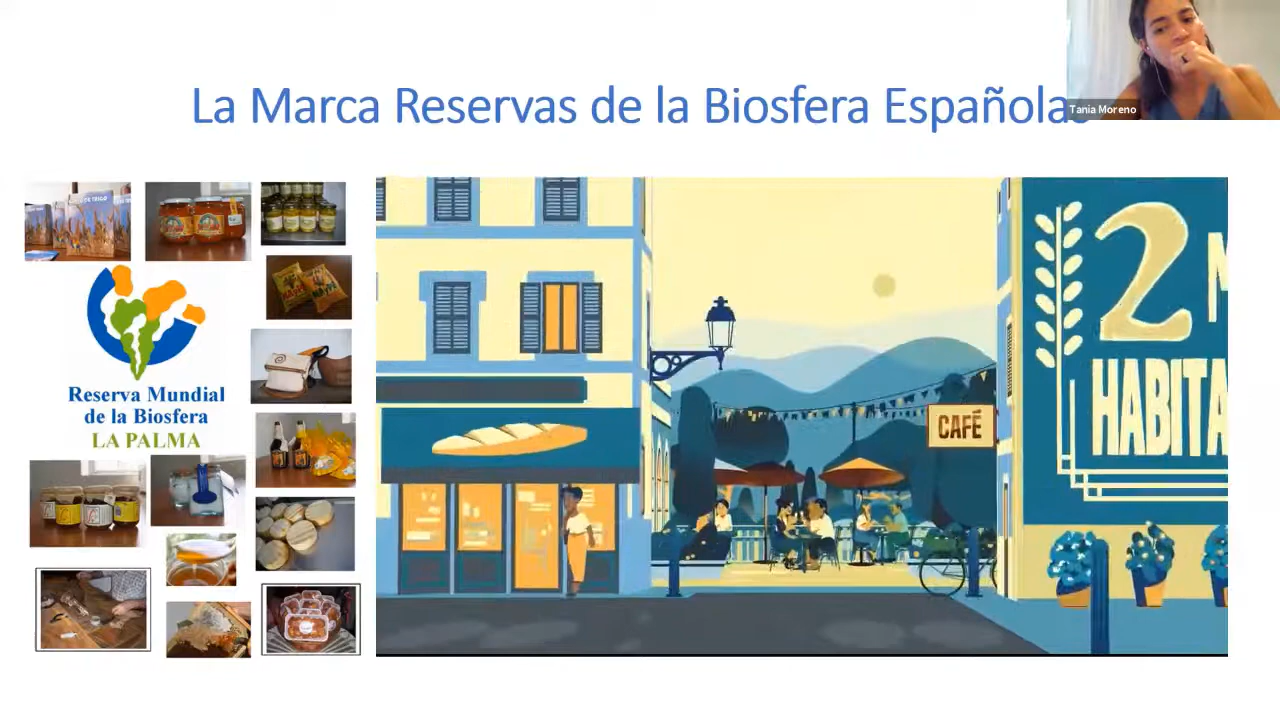 La Marca Reservas de la Biosfera Españolas
Tania Moreno
Reserva Mundial
de la Biosfera
LA PALMA
CAFÉ
2 M
HABITA